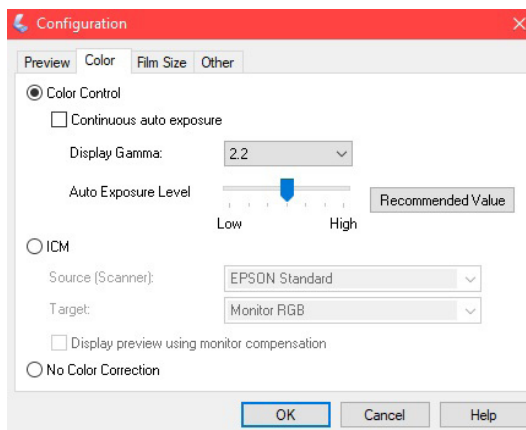 Configuration
Preview Color Film Size Other
Color Control
Continuous auto exposure
Display Gamma: 2.2
Auto Exposure Level
Recommended Value
Low High
ICM
Source (Scanner): EPSON Standard
Target: Monitor RGB
Display preview using monitor compensation
No Color Correction
OK Cancel Help